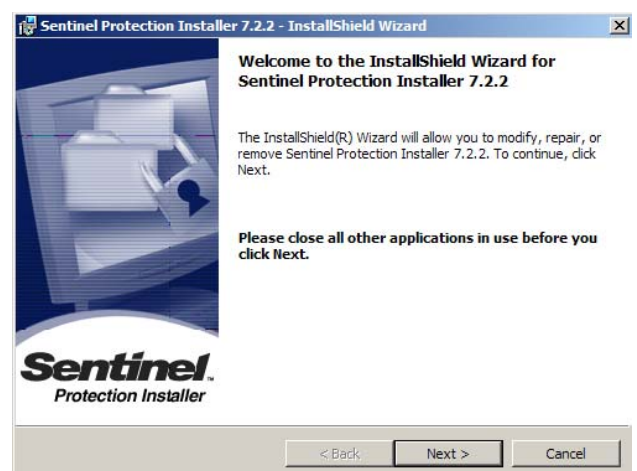 Sentinel Protection Installer 7.2.2 - InstallShield Wizard
Welcome to the InstallShield Wizard for
Sentinel Protection Installer 7.2.2
The InstallShield(R) Wizard will allow you to modify, repair, or
remove Sentinel Protection Installer 7.2.2. To continue, click
Next.
Please close all other applications in use before you
click Next.
Sentinel™
Protection Installer
< Back
Next >
Cancel